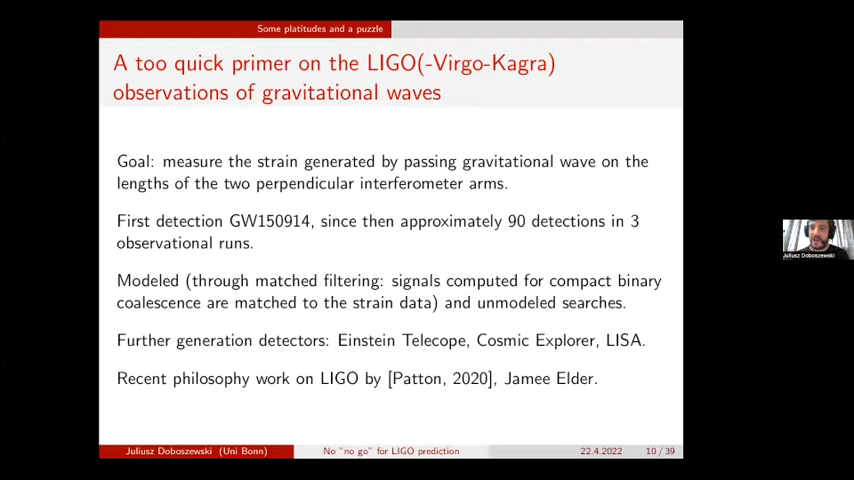 Some platitudes and a puzzle
A too quick primer on the LIGO(-Virgo-Kagra)
observations of gravitational waves
Goal: measure the strain generated by passing gravitational wave on the
lengths of the two perpendicular interferometer arms.
First detection GW150914, since then approximately 90 detections in 3
observational runs.
Modeled (through matched filtering: signals computed for compact binary
coalescence are matched to the strain data) and unmodeled searches.
Further generation detectors: Einstein Telecope, Cosmic Explorer, LISA.
Recent philosophy work on LIGO by [Patton, 2020], Jamee Elder.
Juliusz Doboszewski
Juliusz Doboszewski (Uni Bonn)
No "no go" for LIGO prediction
22.4.2022
10 / 39